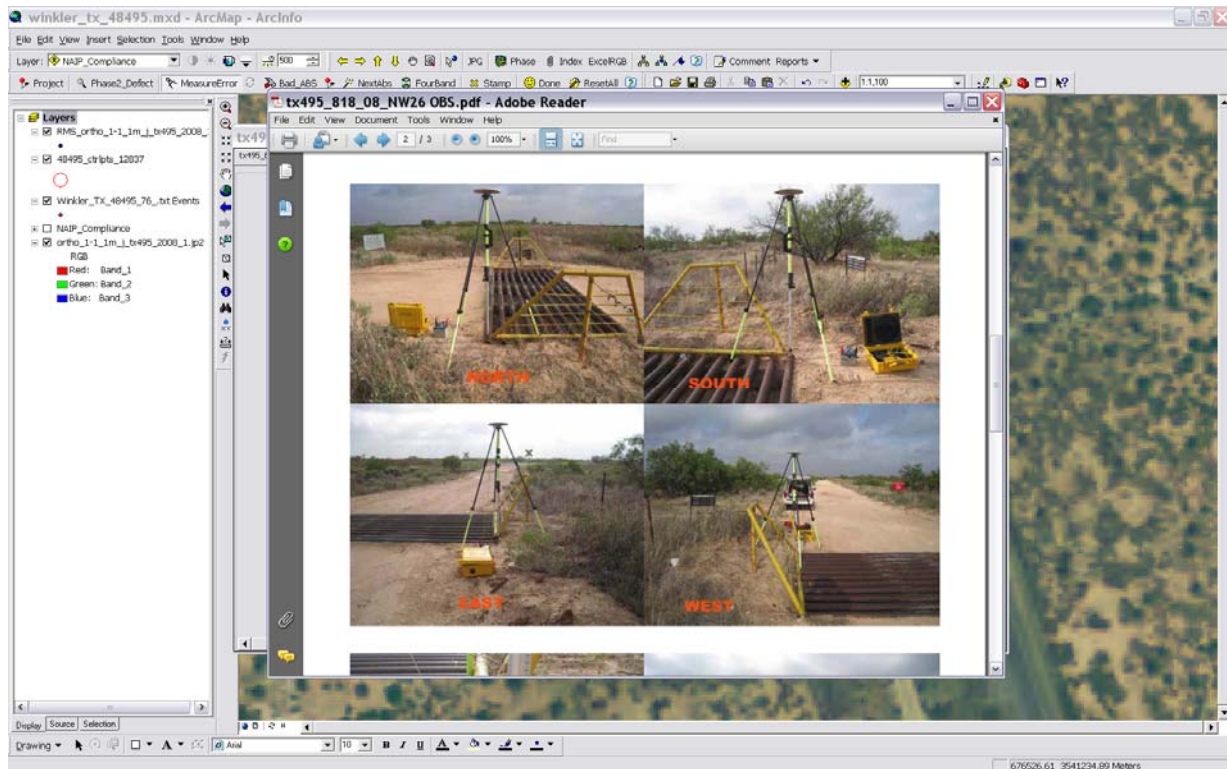 winkler_tx_48495.mxd - ArcMap - ArcInfo
File Edit View Insert Selection Tools Window Help
Layer: NAIP_Compliance 500 JPG Phase Index ExcelRGB Comment Reports
Project Phase2_Defect MeasureError Bad_ABS NextAbs FourBand Stamp Done ResetAll 1:1,100
Layers
RMS_ortho_1-1_1m_j_tx495_2008_
48495_ctrlpts_12037
Winkler_TX_48495_76_.txt Events
NAIP_Compliance
ortho_1-1_1m_j_tx495_2008_1.jp2
RGB
Red: Band_1
Green: Band_2
Blue: Band_3
tx49
tx495_818_08_NW26 OBS.pdf - Adobe Reader
File Edit View Document Tools Window Help
2 / 3 100% Find
NORTH
SOUTH
EAST
WEST
Display Source Selection
Drawing Arial 10 B I U A
676526.61 3541234.89 Meters